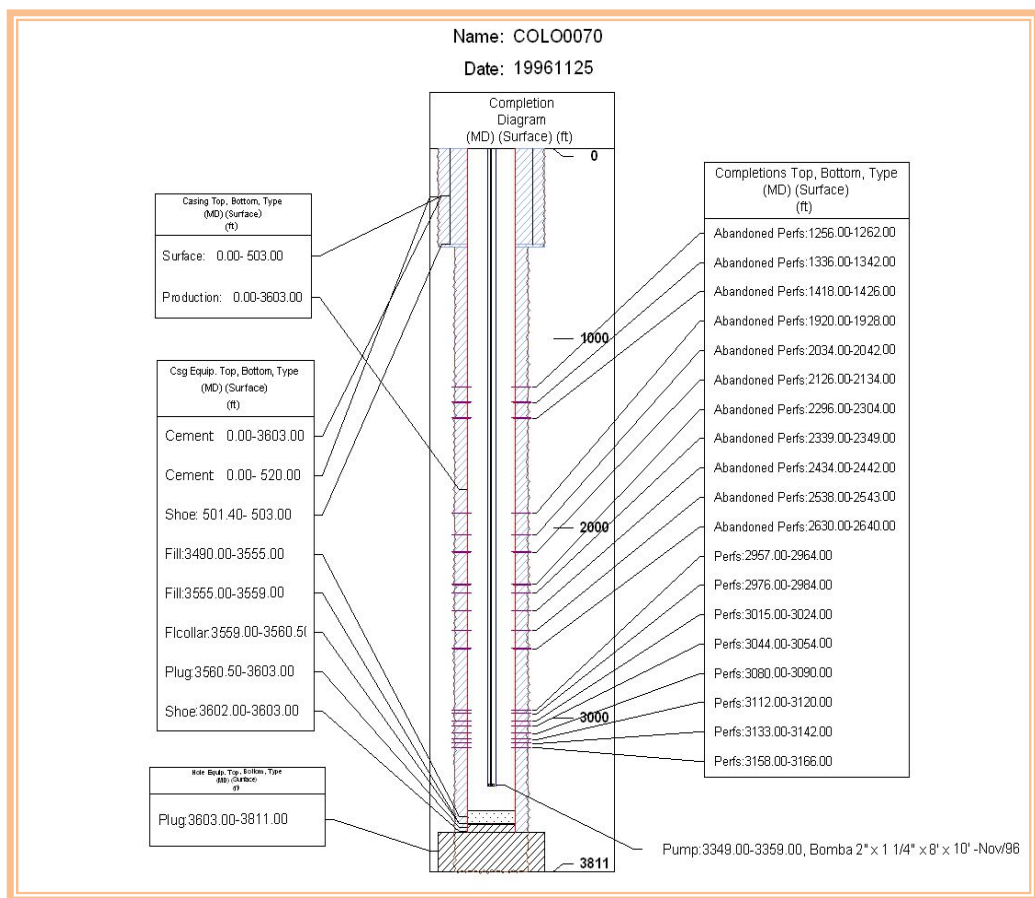 Name: COLO0070
Date: 19961125
Completion
Diagram
(MD) (Surface) (ft)
0
1000
2000
3000
3811
Casing Top, Bottom, Type
(MD) (Surface)
(ft)
Surface: 0.00- 503.00
Production: 0.00-3603.00
Csg Equip. Top, Bottom, Type
(MD) (Surface)
(ft)
Cement: 0.00-3603.00
Cement: 0.00- 520.00
Shoe: 501.40- 503.00
Fill:3490.00-3555.00
Fill:3555.00-3559.00
Flcollar:3559.00-3560.50
Plug:3560.50-3603.00
Shoe:3602.00-3603.00
Hole Equip. Top, Bottom, Type
(MD) (Surface)
(ft)
Plug:3603.00-3811.00
Completions Top, Bottom, Type
(MD) (Surface)
(ft)
Abandoned Perfs:1256.00-1262.00
Abandoned Perfs:1336.00-1342.00
Abandoned Perfs:1418.00-1426.00
Abandoned Perfs:1920.00-1928.00
Abandoned Perfs:2034.00-2042.00
Abandoned Perfs:2126.00-2134.00
Abandoned Perfs:2296.00-2304.00
Abandoned Perfs:2339.00-2349.00
Abandoned Perfs:2434.00-2442.00
Abandoned Perfs:2538.00-2543.00
Abandoned Perfs:2630.00-2640.00
Perfs:2957.00-2964.00
Perfs:2976.00-2984.00
Perfs:3015.00-3024.00
Perfs:3044.00-3054.00
Perfs:3080.00-3090.00
Perfs:3112.00-3120.00
Perfs:3133.00-3142.00
Perfs:3158.00-3166.00
Pump:3349.00-3359.00, Bomba 2" x 1 1/4" x 8' x 10' -Nov/96